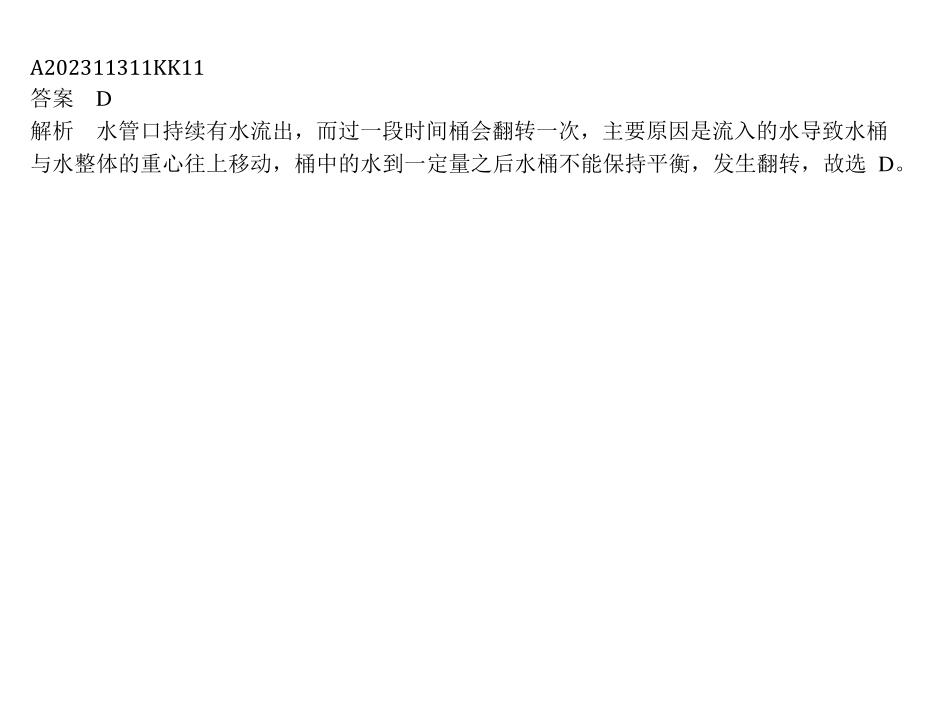 A202311311KK11
答案 D
解析 水管口持续有水流出，而过一段时间桶会翻转一次，主要原因是流入的水导致水桶
与水整体的重心往上移动，桶中的水到一定量之后水桶不能保持平衡，发生翻转，故选 D。